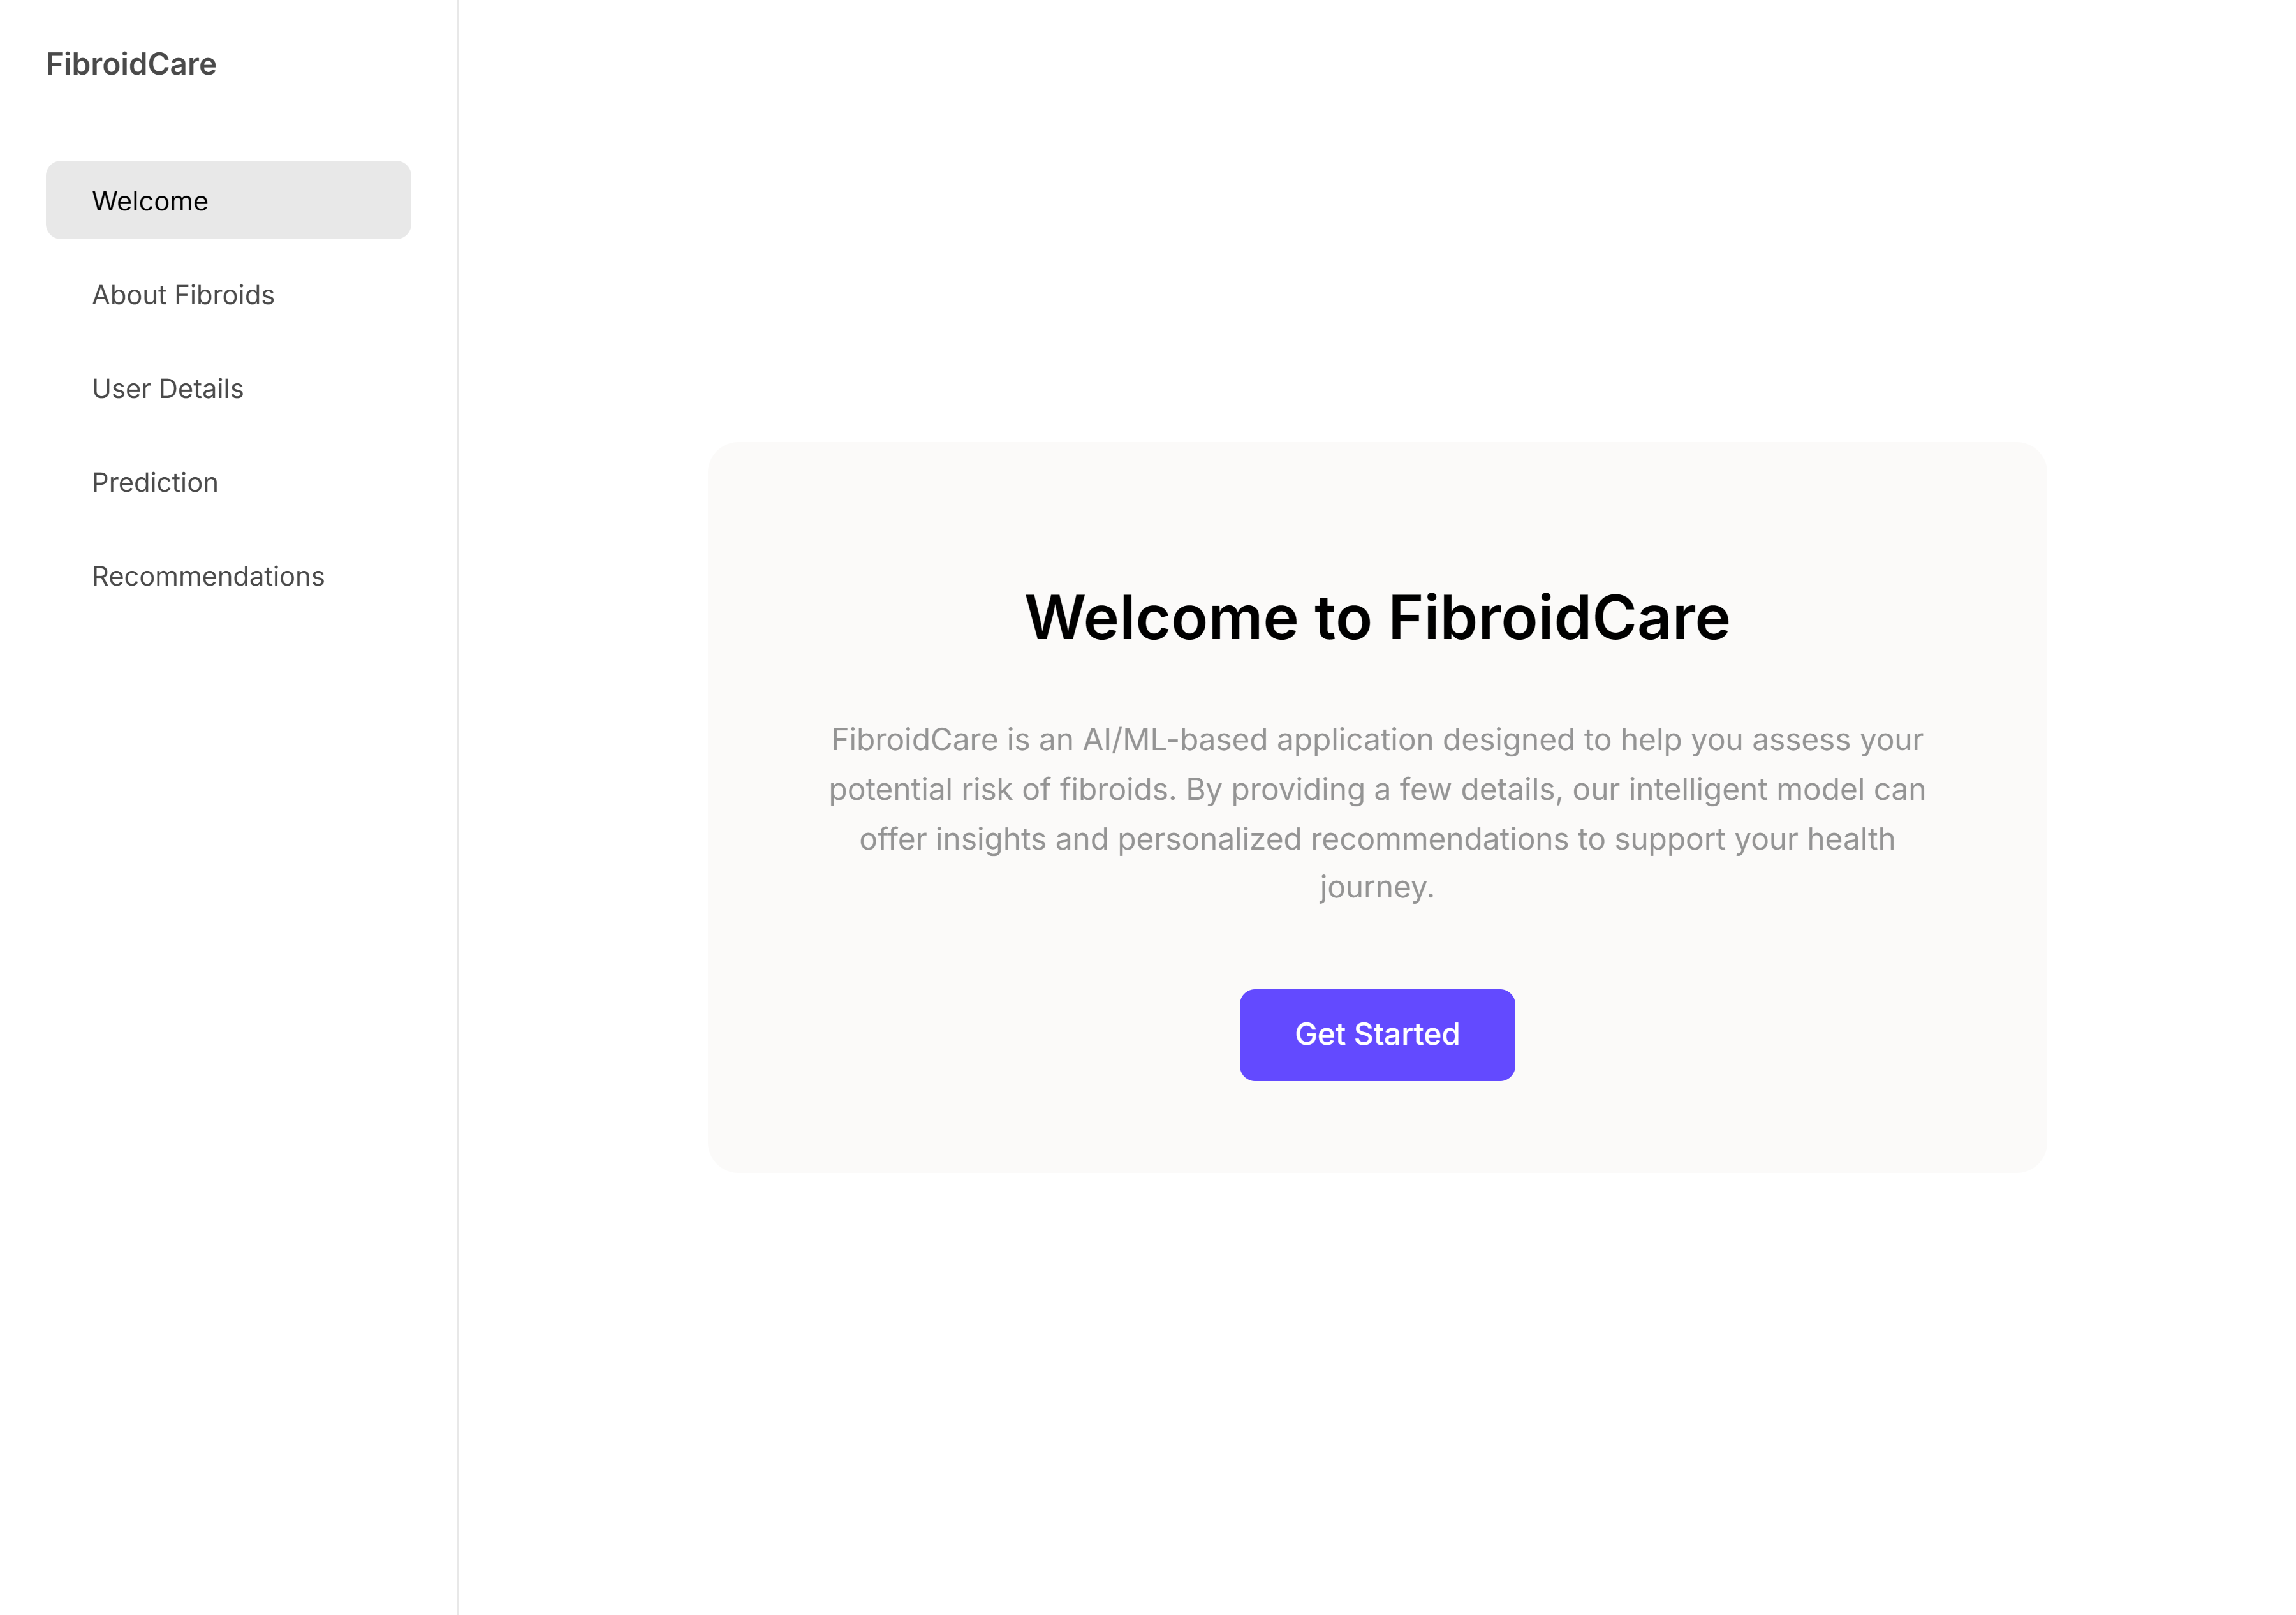 FibroidCare
Welcome
About Fibroids
User Details
Prediction
Recommendations
Welcome to FibroidCare
FibroidCare is an AI/ML-based application designed to help you assess your
potential risk of fibroids. By providing a few details, our intelligent model can
offer insights and personalized recommendations to support your health
journey.
Get Started